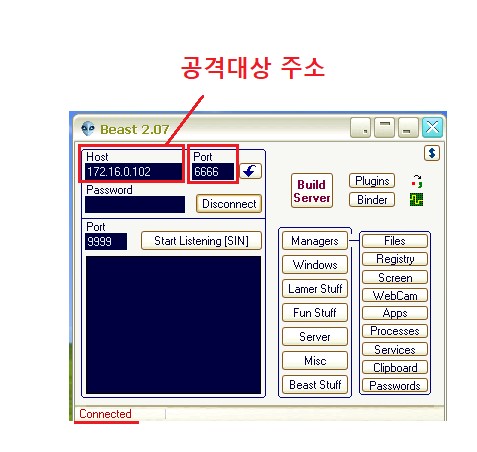 공격대상 주소
Beast 2.07
Host
Port
172.16.0.102
6666
Password
Disconnect
Port
9999
Start Listening [SIN]
Build
Server
Plugins
Binder
Managers
Windows
Lamer Stuff
Fun Stuff
Server
Misc
Beast Stuff
Files
Registry
Screen
WebCam
Apps
Processes
Services
Clipboard
Passwords
Connected